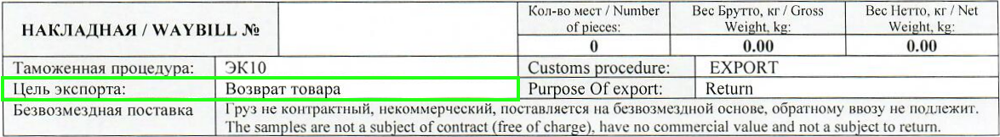 НАКЛАДНАЯ / WAYBILL №
Кол-во мест / Number of pieces:
Вес Брутто, кг / Gross Weight, kg:
Вес Нетто, кг / Net Weight, kg:
0
0.00
0.00
Таможенная процедура: ЭК10 Customs procedure: EXPORT
Цель экспорта: Возврат товара Purpose Of export: Return
Безвозмездная поставка Груз не контрактный, некоммерческий, поставляется на безвозмездной основе, обратному ввозу не подлежит.
The samples are not a subject of contract (free of charge), have no commercial value and not a subject to return.